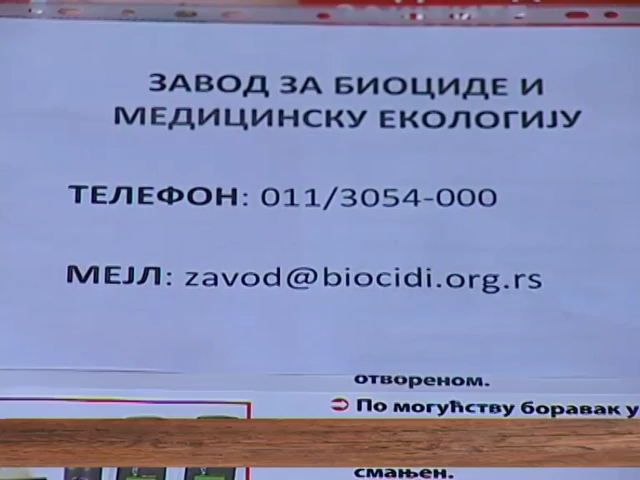 ЗАВОД ЗА БИОЦИДЕ И
МЕДИЦИНСКУ ЕКОЛОГИЈУ
ТЕЛЕФОН: 011/3054-000
МЕЈЛ: zavod@biocidi.org.rs
отвореном.
По могућству боравак у
смањен.